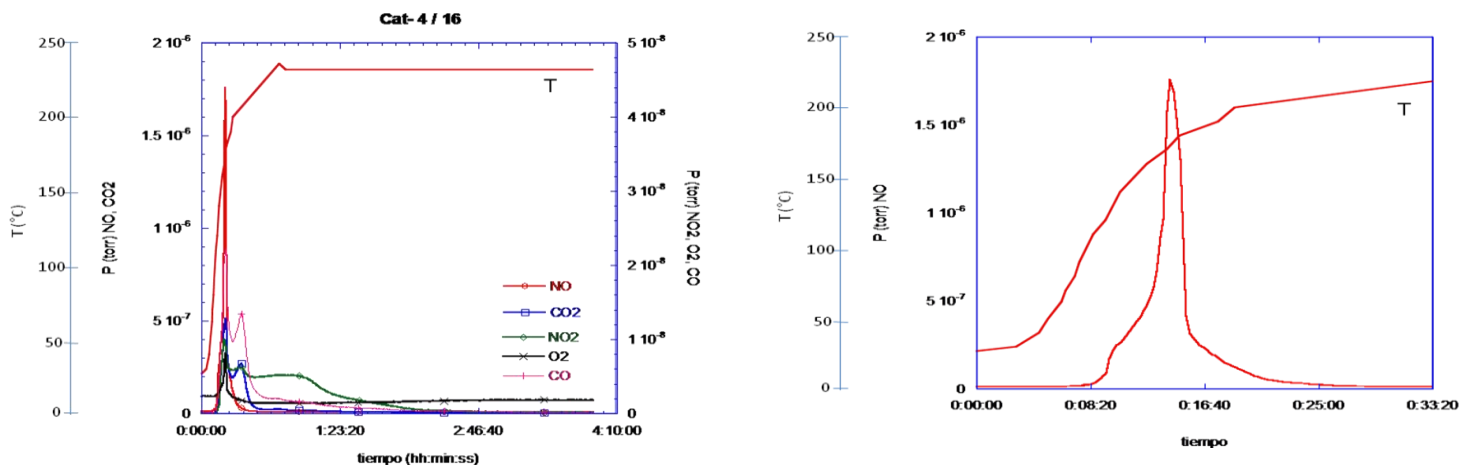 Cat- 4 / 16
250
200
150
100
50
0
T (°C)
P (torr) NO, CO2
2 10-6
1.5 10-6
1 10-6
5 10-7
0
T
NO
CO2
NO2
O2
CO
5 10-8
4 10-8
3 10-8
2 10-8
1 10-8
0
P (torr) NO2, O2, CO
0:00:00 1:23:20 2:46:40 4:10:00
tiempo (hh:min:ss)
250
200
150
100
50
0
T (°C)
P (torr) NO
2 10-6
1.5 10-6
1 10-6
5 10-7
0
T
0:00:00 0:08:20 0:16:40 0:25:00 0:33:20
tiempo